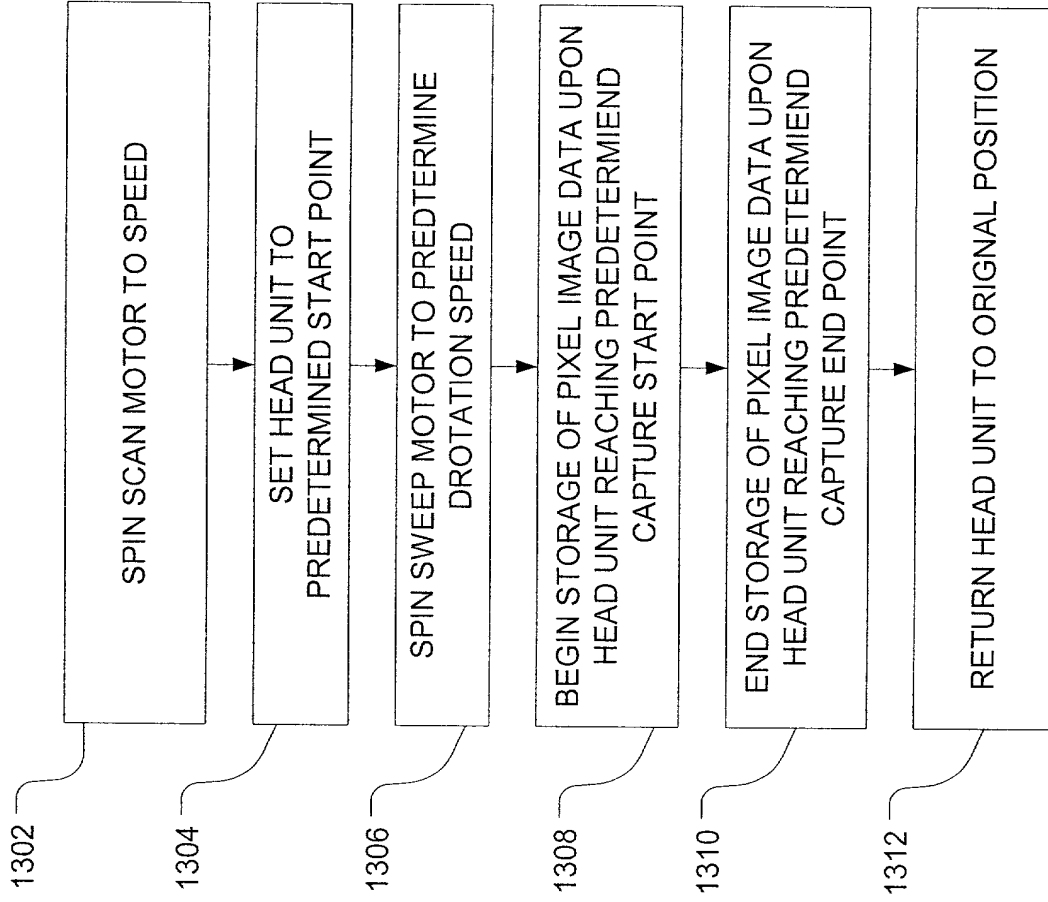 1302
SPIN SCAN MOTOR TO SPEED
1304
SET HEAD UNIT TO
PREDETERMINED START POINT
1306
SPIN SWEEP MOTOR TO PREDTERMINE
DROTATION SPEED
1308
BEGIN STORAGE OF PIXEL IMAGE DATA UPON
HEAD UNIT REACHING PREDETERMIEND
CAPTURE START POINT
1310
END STORAGE OF PIXEL IMAGE DATA UPON
HEAD UNIT REACHING PREDETERMIEND
CAPTURE END POINT
1312
RETURN HEAD UNIT TO ORIGNAL POSITION